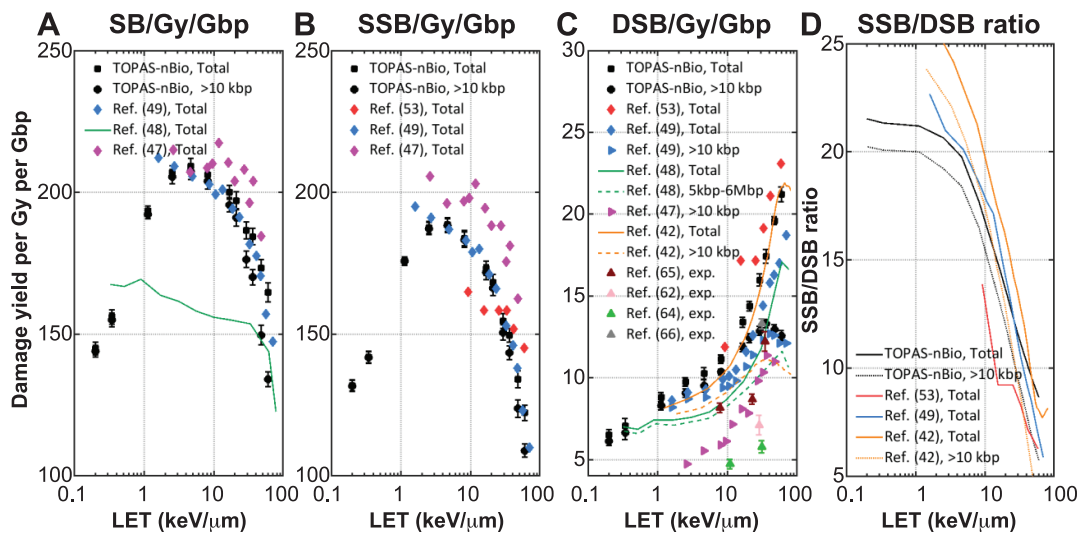 A SB/Gy/Gbp
Damage yield per Gy per Gbp
250
200
150
100
TOPAS-nBio, Total
TOPAS-nBio, >10 kbp
Ref. (49), Total
Ref. (48), Total
Ref. (47), Total
0.1 1 10 100
LET (keV/μm)
B SSB/Gy/Gbp
250
200
150
100
TOPAS-nBio, Total
TOPAS-nBio, >10 kbp
Ref. (53), Total
Ref. (49), Total
Ref. (47), Total
0.1 1 10 100
LET (keV/μm)
C DSB/Gy/Gbp
30
25
20
15
10
5
TOPAS-nBio, Total
TOPAS-nBio, >10 kbp
Ref. (53), Total
Ref. (49), Total
Ref. (49), >10 kbp
Ref. (48), Total
Ref. (48), 5kbp-6Mbp
Ref. (47), >10 kbp
Ref. (42), Total
Ref. (42), >10 kbp
Ref. (65), exp.
Ref. (62), exp.
Ref. (64), exp.
Ref. (66), exp.
0.1 1 10 100
LET (keV/μm)
D SSB/DSB ratio
SSB/DSB ratio
25
20
15
10
5
TOPAS-nBio, Total
TOPAS-nBio, >10 kbp
Ref. (53), Total
Ref. (49), Total
Ref. (42), Total
Ref. (42), >10 kbp
0.1 1 10 100
LET (keV/μm)